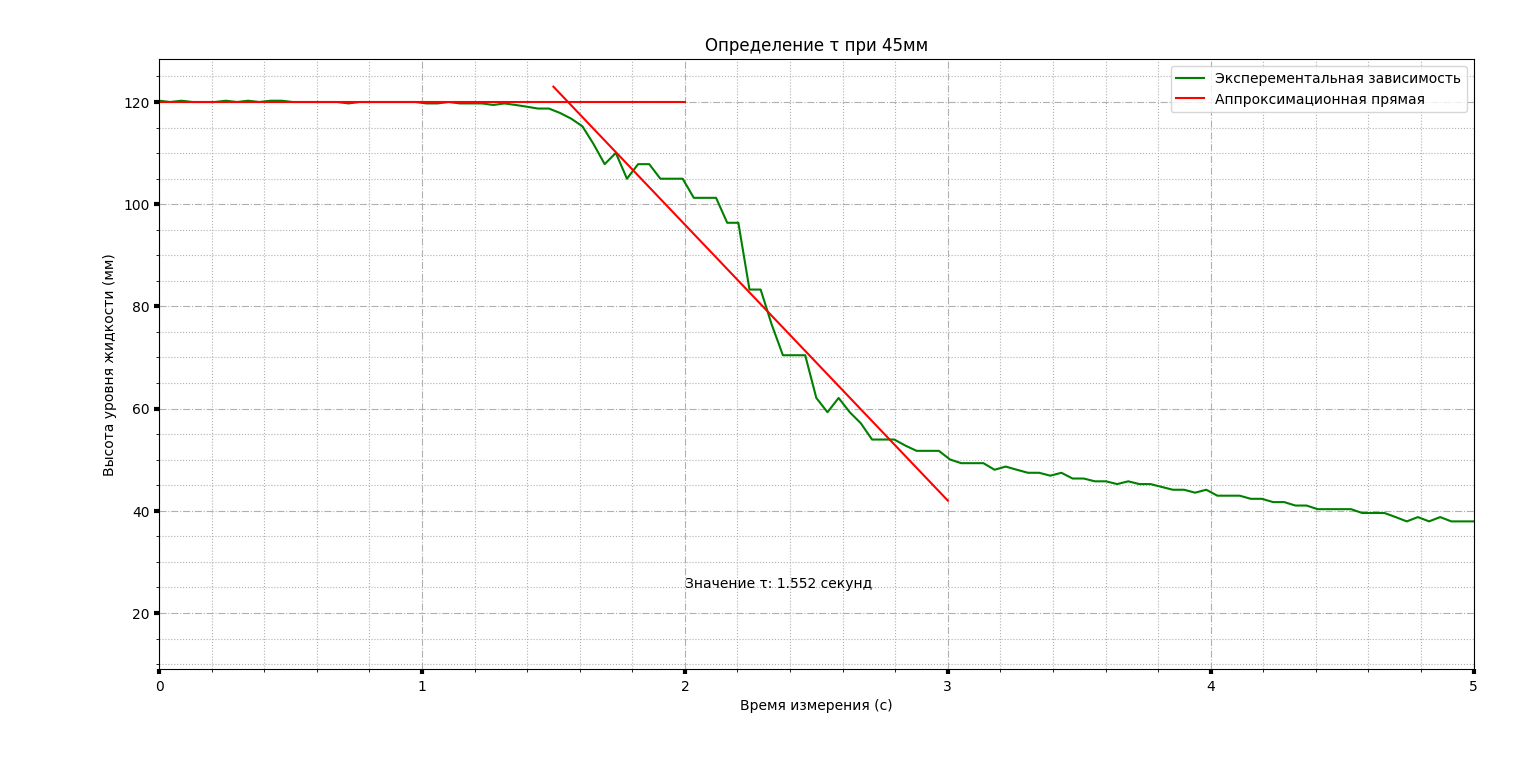 Определение τ при 45мм
Эксперементальная зависимость
Аппроксимационная прямая
Высота уровня жидкости (мм)
120
100
80
60
40
20
Значение τ: 1.552 секунд
0 1 2 3 4 5
Время измерения (с)